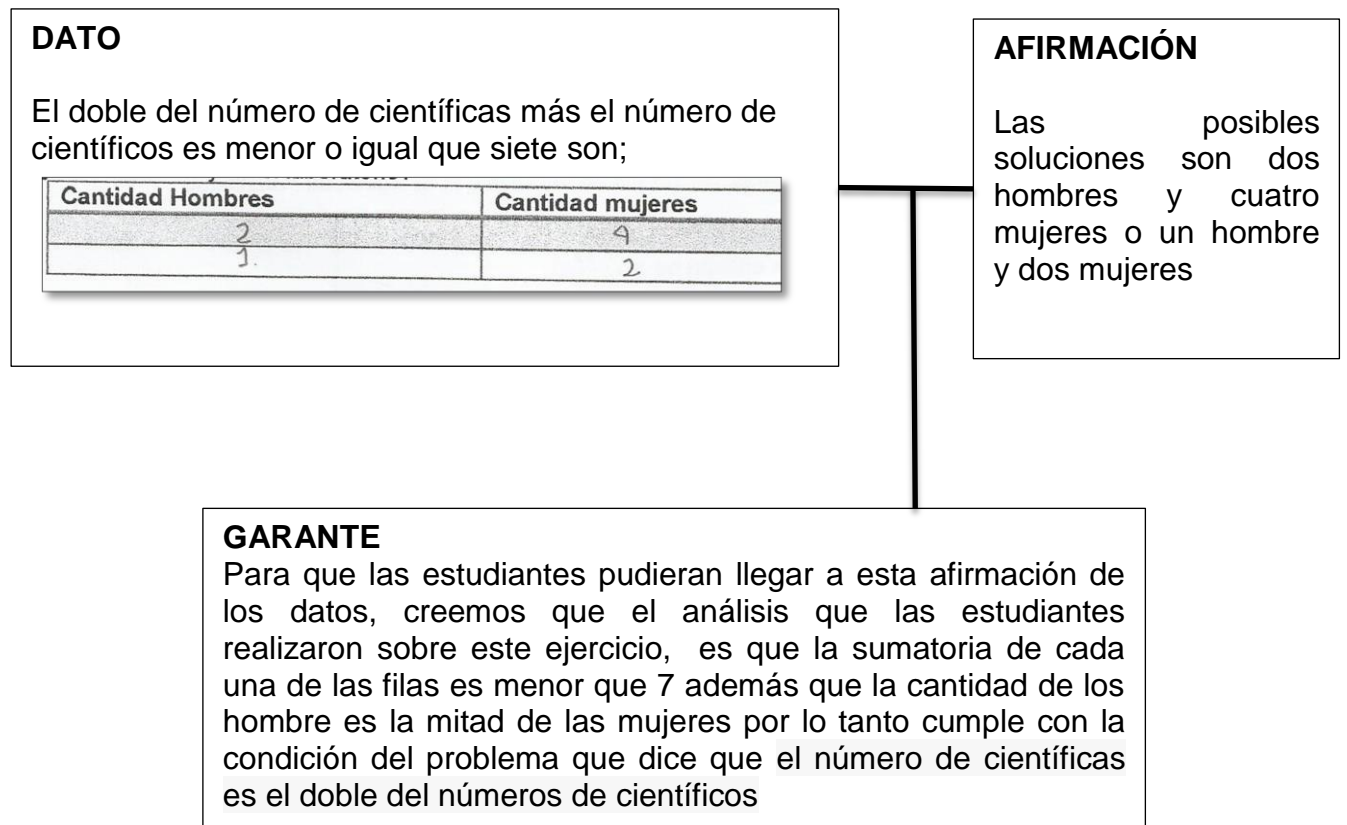 DATO
El doble del número de científicas más el número de
científicos es menor o igual que siete son;
Cantidad Hombres Cantidad mujeres
2 4
1. 2
AFIRMACIÓN
Las posibles
soluciones son dos
hombres y cuatro
mujeres o un hombre
y dos mujeres
GARANTE
Para que las estudiantes pudieran llegar a esta afirmación de
los datos, creemos que el análisis que las estudiantes
realizaron sobre este ejercicio, es que la sumatoria de cada
una de las filas es menor que 7 además que la cantidad de los
hombre es la mitad de las mujeres por lo tanto cumple con la
condición del problema que dice que el número de científicas
es el doble del números de científicos